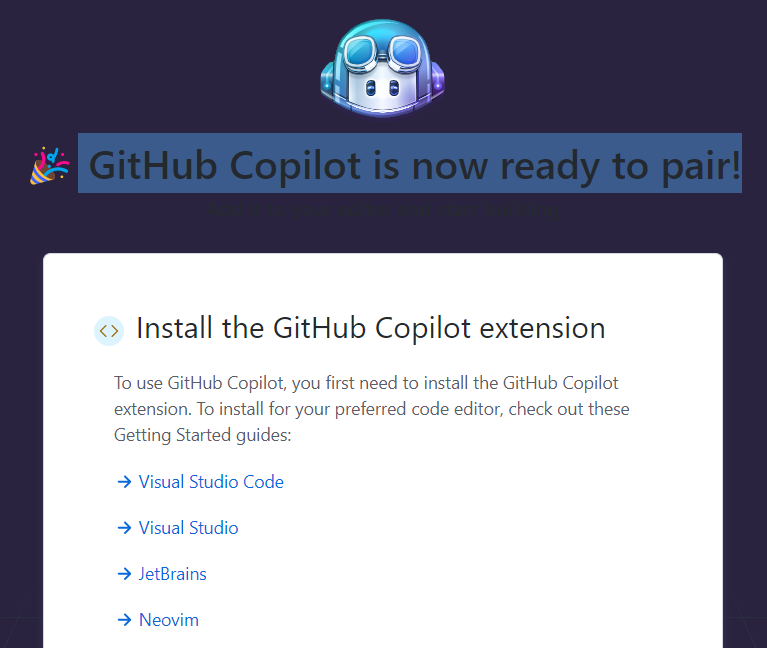 GitHub Copilot is now ready to pair!
Install the GitHub Copilot extension
To use GitHub Copilot, you first need to install the GitHub Copilot
extension. To install for your preferred code editor, check out these
Getting Started guides:
Visual Studio Code
Visual Studio
JetBrains
Neovim